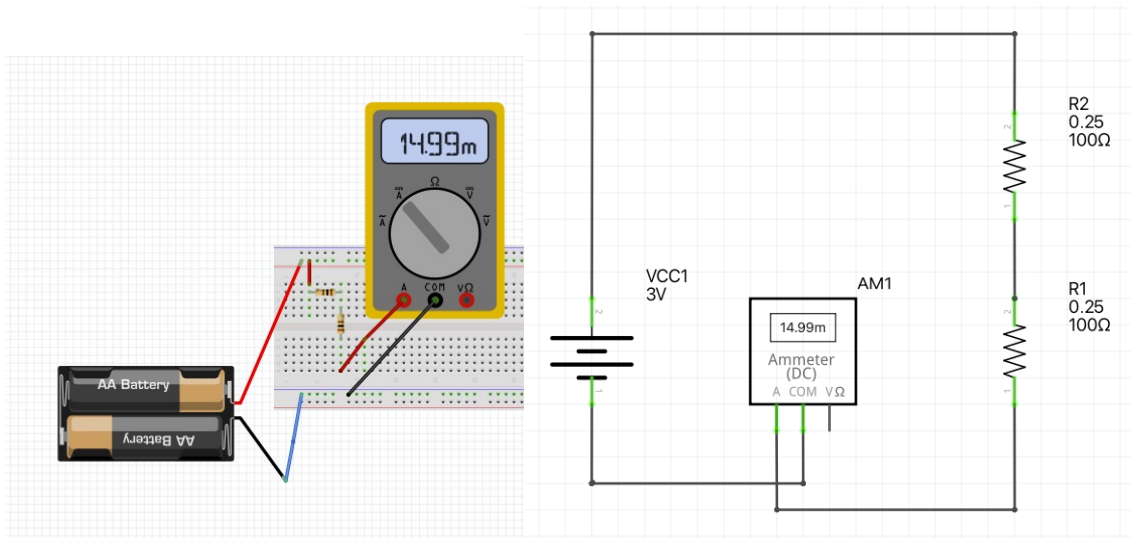 14.99m
Ω
A
V
A
V
A COM VΩ
AA Battery
AA Battery
VCC1
3V
2
1
AM1
14.99m
Ammeter
(DC)
A COM VΩ
R2
0.25
100Ω
2
1
R1
0.25
100Ω
2
1